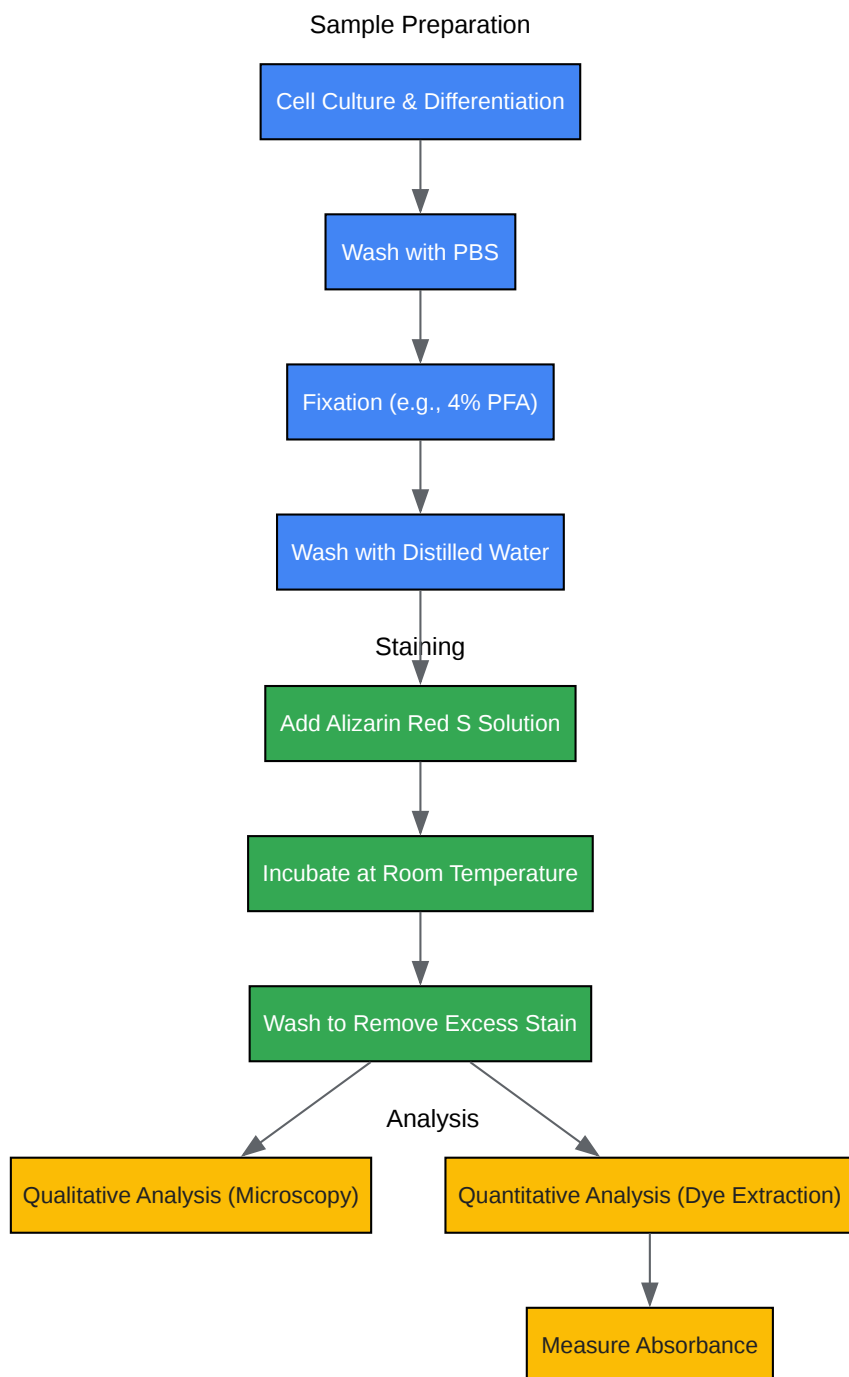 Sample Preparation
Cell Culture & Differentiation
Wash with PBS
Fixation (e.g., 4% PFA)
Wash with Distilled Water
Staining
Add Alizarin Red S Solution
Incubate at Room Temperature
Wash to Remove Excess Stain
Analysis
Qualitative Analysis (Microscopy)
Quantitative Analysis (Dye Extraction)
Measure Absorbance